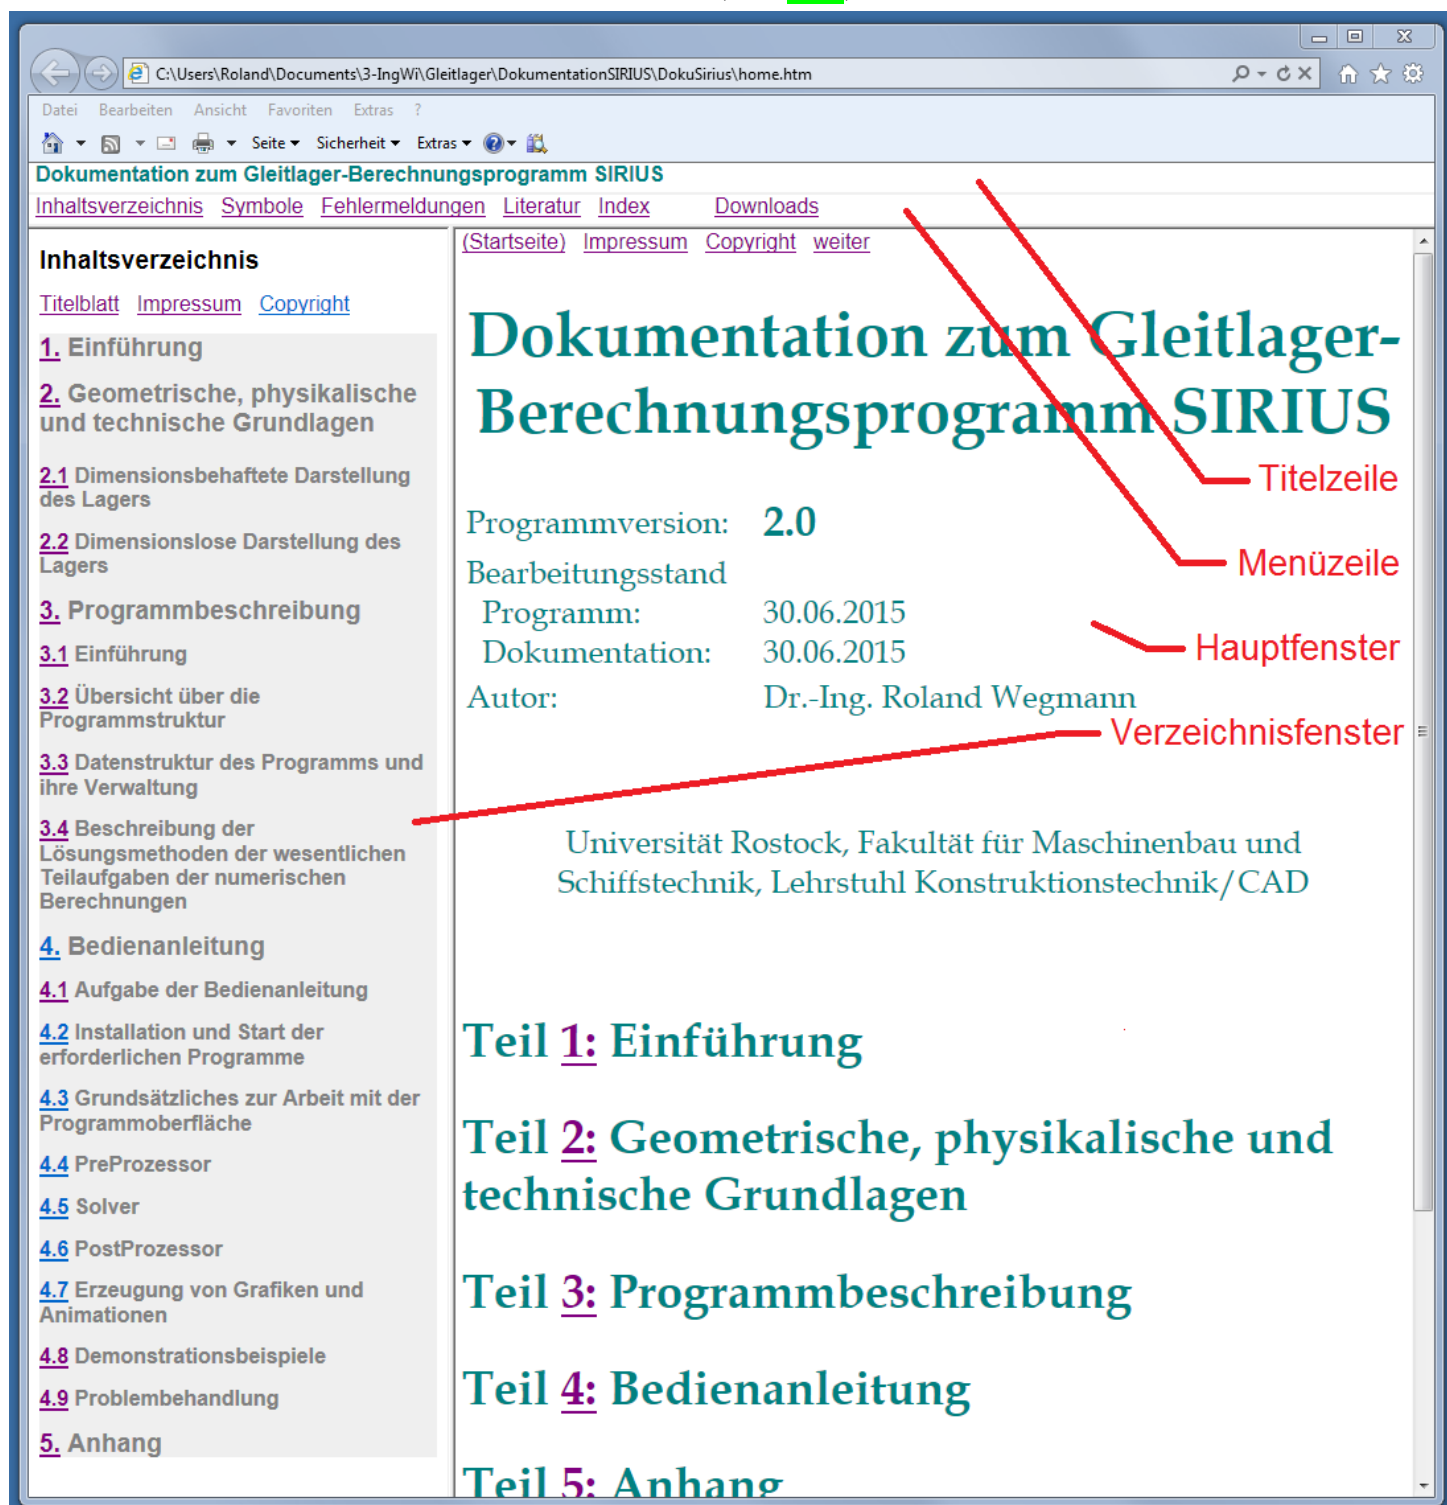 C:\Users\Roland\Documents\3-IngWi\Gleitlager\DokumentationSIRIUS\DokuSirius\home.htm
Datei Bearbeiten Ansicht Favoriten Extras ?
Seite Sicherheit Extras
Dokumentation zum Gleitlager-Berechnungsprogramm SIRIUS
Inhaltsverzeichnis Symbole Fehlermeldungen Literatur Index Downloads
Inhaltsverzeichnis
Titelblatt Impressum Copyright
1. Einführung
2. Geometrische, physikalische
und technische Grundlagen
2.1 Dimensionsbehaftete Darstellung
des Lagers
2.2 Dimensionslose Darstellung des
Lagers
3. Programmbeschreibung
3.1 Einführung
3.2 Übersicht über die
Programmstruktur
3.3 Datenstruktur des Programms und
ihre Verwaltung
3.4 Beschreibung der
Lösungsmethoden der wesentlichen
Teilaufgaben der numerischen
Berechnungen
4. Bedienanleitung
4.1 Aufgabe der Bedienanleitung
4.2 Installation und Start der
erforderlichen Programme
4.3 Grundsätzliches zur Arbeit mit der
Programmoberfläche
4.4 PreProzessor
4.5 Solver
4.6 PostProzessor
4.7 Erzeugung von Grafiken und
Animationen
4.8 Demonstrationsbeispiele
4.9 Problembehandlung
5. Anhang
(Startseite) Impressum Copyright weiter
Dokumentation zum Gleitlager-
Berechnungsprogramm SIRIUS
Titelzeile
Programmversion: 2.0
Menüzeile
Bearbeitungsstand
Programm: 30.06.2015
Hauptfenster
Dokumentation: 30.06.2015
Autor: Dr.-Ing. Roland Wegmann
Verzeichnisfenster
Universität Rostock, Fakultät für Maschinenbau und
Schiffstechnik, Lehrstuhl Konstruktionstechnik/CAD
Teil 1: Einführung
Teil 2: Geometrische, physikalische und
technische Grundlagen
Teil 3: Programmbeschreibung
Teil 4: Bedienanleitung
Teil 5: Anhang